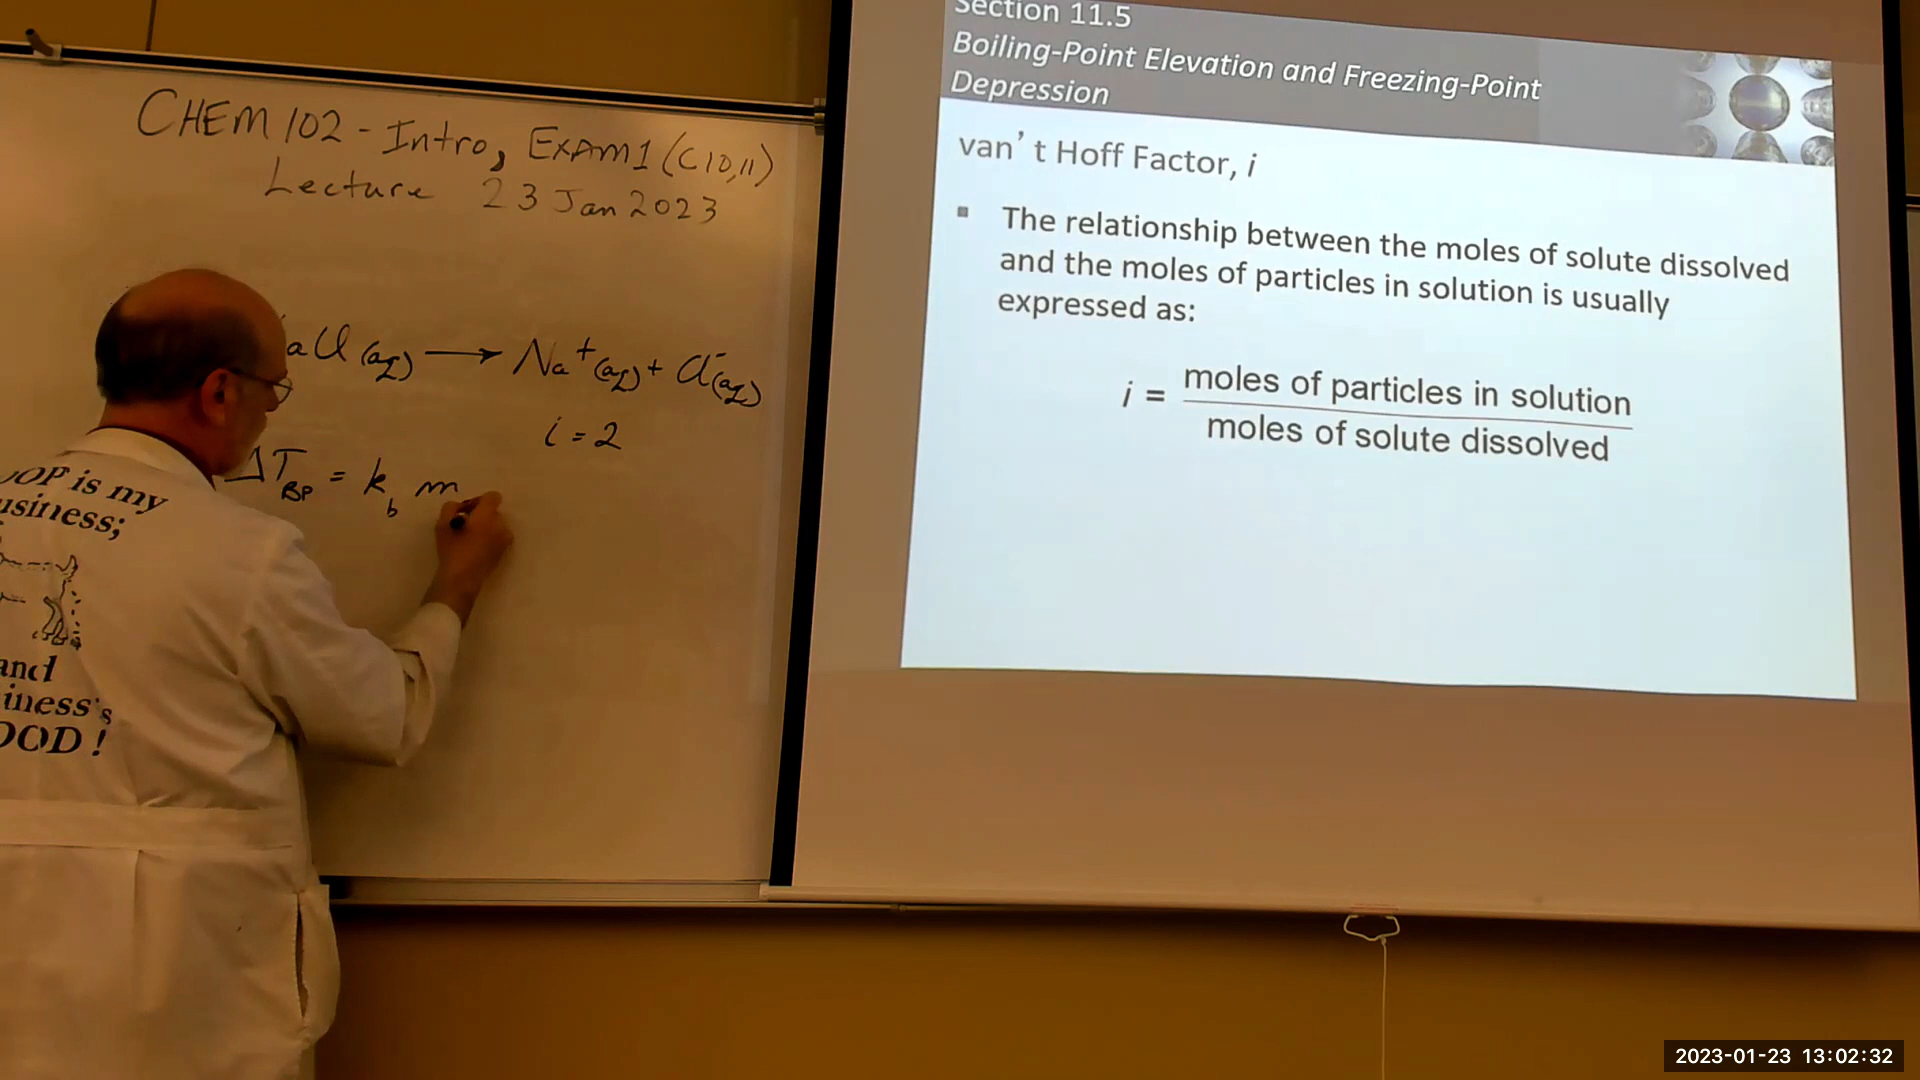 CHEM 102 - Intro, EXAM 1 (C10,11)
Lecture 23 Jan 2023
aCl (aq) → Na⁺(aq) + Cl⁻(aq)
i = 2
ΔT_BP = k_b m
OP is my
usiness;
and
iness's
OOD!
Section 11.5
Boiling-Point Elevation and Freezing-Point
Depression
van't Hoff Factor, i
▪ The relationship between the moles of solute dissolved
and the moles of particles in solution is usually
expressed as:
i = moles of particles in solution
moles of solute dissolved
2023-01-23 13:02:32